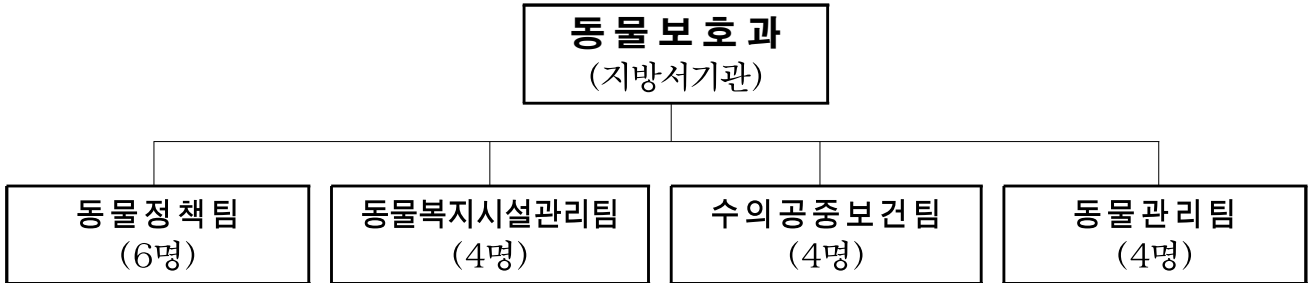 동물보호과
(지방서기관)
동물정책팀
(6명)
동물복지시설관리팀
(4명)
수의공중보건팀
(4명)
동물관리팀
(4명)